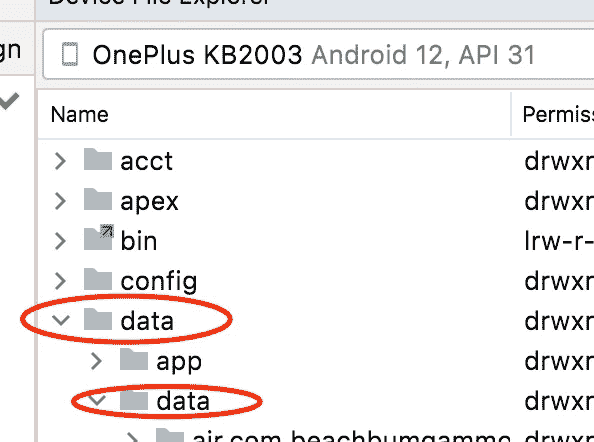 Device File Explorer
gn
OnePlus KB2003 Android 12, API 31
Name Permis
acct drwxr
apex drwxr
bin lrw-r-
config drwxr
data drwxr
app drwxr
data drwxr
air.com.beachbumgammo drwxr